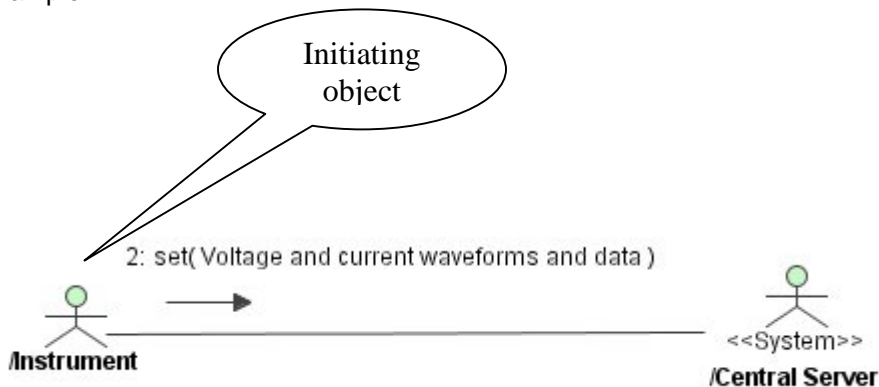 Initiating
object
2: set( Voltage and current waveforms and data )
<<System>>
/Instrument
/Central Server